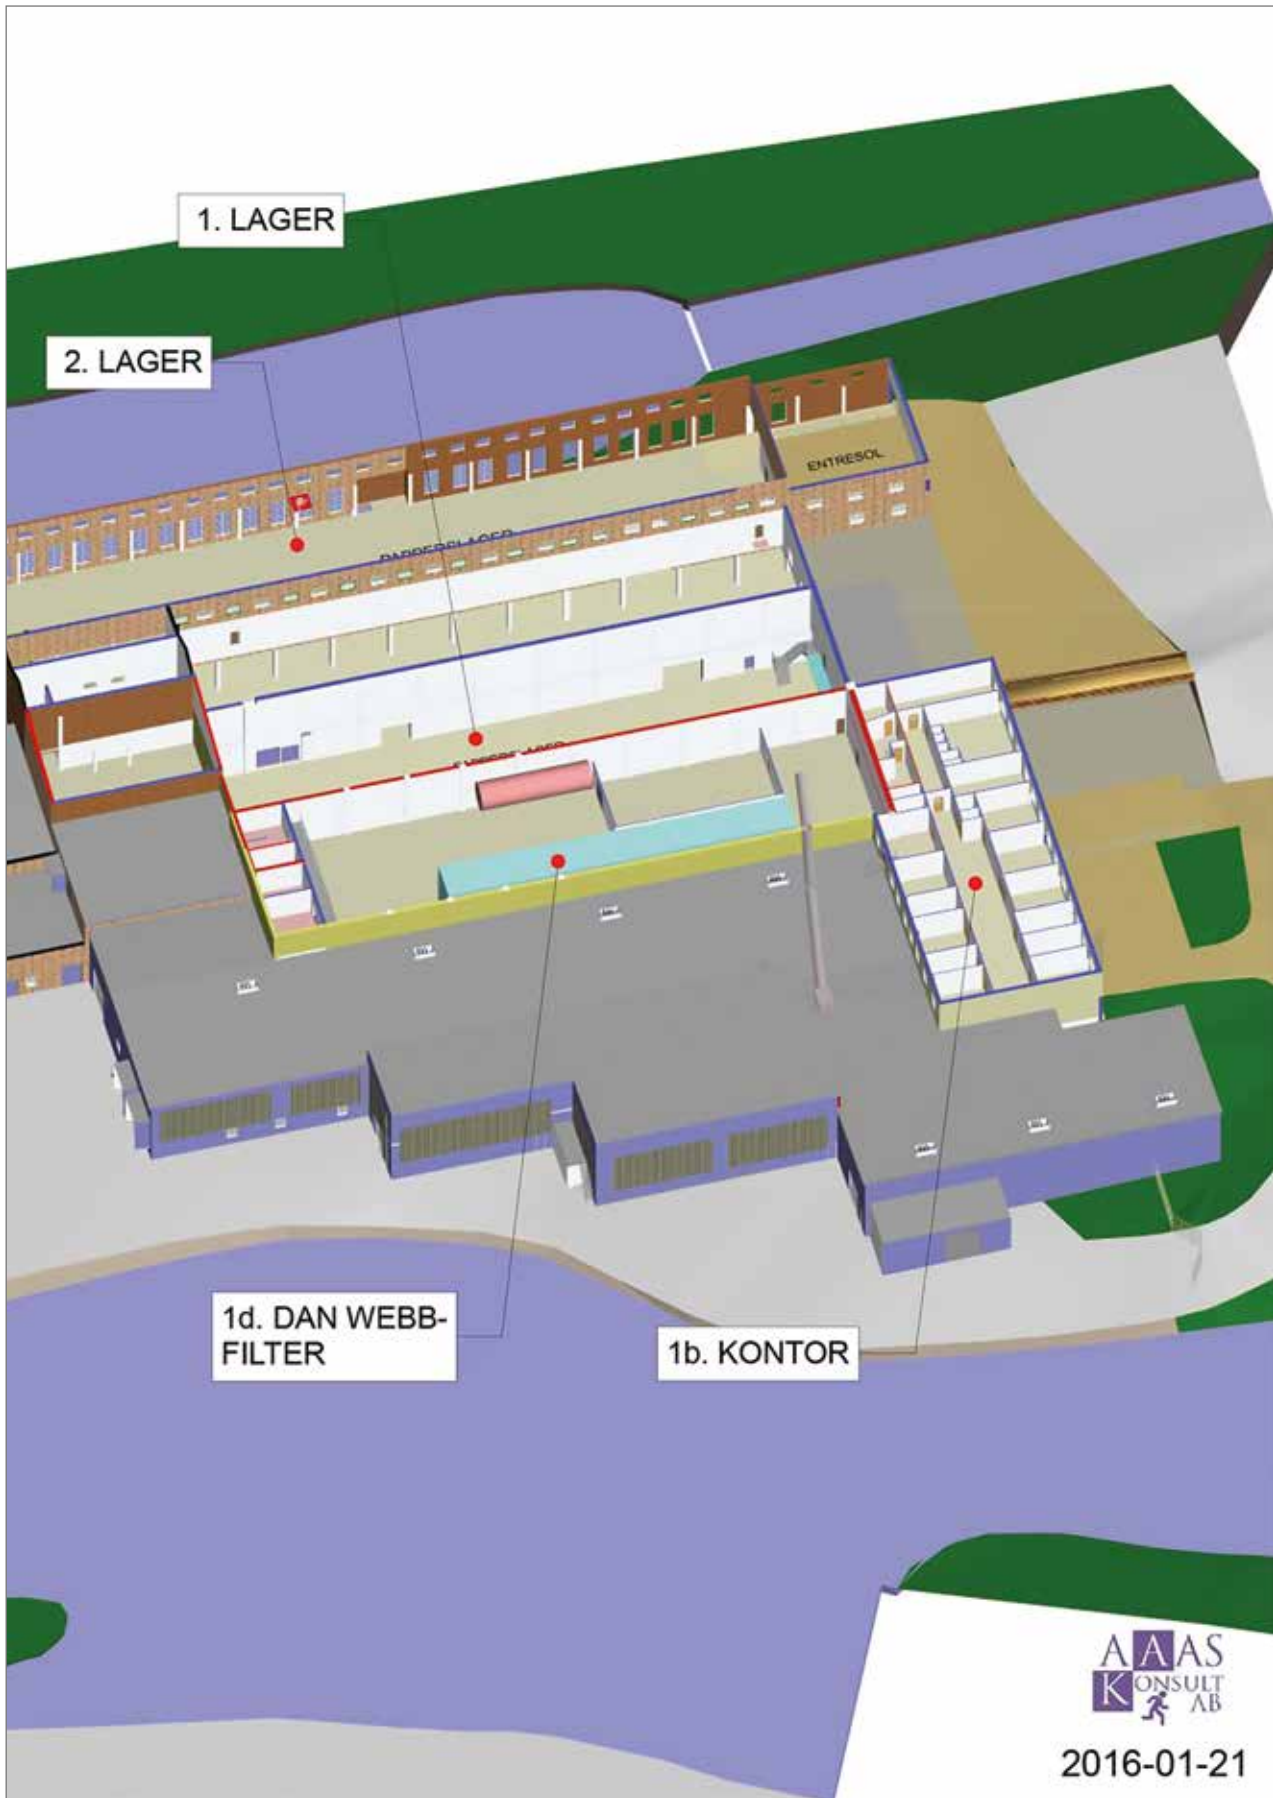 1. LAGER
2. LAGER
ENTRESOL
1d. DAN WEBB-
FILTER
1b. KONTOR
AAAS
KONSULT
AB
2016-01-21